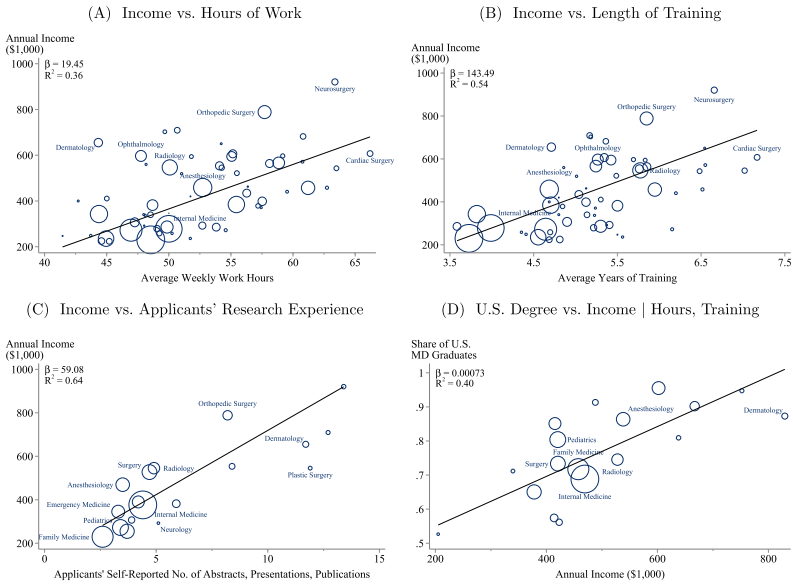 (A) Income vs. Hours of Work
Annual Income
($1,000)
β = 19.45
R² = 0.36
1000
800
600
400
200
Neurosurgery
Orthopedic Surgery
Dermatology
Ophthalmology
Radiology
Cardiac Surgery
Anesthesiology
Internal Medicine
40
45
50
55
60
65
Average Weekly Work Hours
(B) Income vs. Length of Training
Annual Income
($1,000)
β = 143.49
R² = 0.54
1000
800
600
400
200
Neurosurgery
Orthopedic Surgery
Dermatology
Ophthalmology
Cardiac Surgery
Anesthesiology
Radiology
Internal Medicine
3.5
4.5
5.5
6.5
7.5
Average Years of Training
(C) Income vs. Applicants' Research Experience
Annual Income
($1,000)
β = 59.08
R² = 0.64
1000
800
600
400
200
Orthopedic Surgery
Dermatology
Surgery
Radiology
Plastic Surgery
Anesthesiology
Emergency Medicine
Internal Medicine
Pediatrics
Neurology
Family Medicine
0
5
10
15
Applicants' Self-Reported No. of Abstracts, Presentations, Publications
(D) U.S. Degree vs. Income | Hours, Training
Share of U.S.
MD Graduates
β = 0.00073
R² = 0.40
1
.9
.8
.7
.6
.5
Anesthesiology
Dermatology
Pediatrics
Family Medicine
Surgery
Radiology
Internal Medicine
200
400
600
800
Annual Income ($1,000)